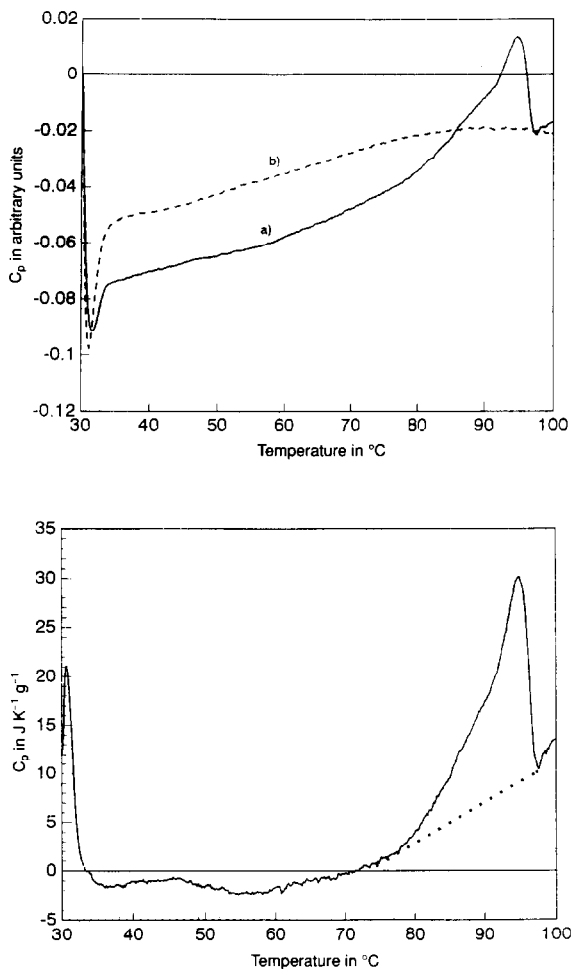 0.02
0
-0.02
-0.04
-0.06
-0.08
-0.1
-0.12
C_p in arbitrary units
b)
a)
30 40 50 60 70 80 90 100
Temperature in °C
35
30
25
20
15
10
5
0
-5
C_p in J K⁻¹ g⁻¹
30 40 50 60 70 80 90 100
Temperature in °C